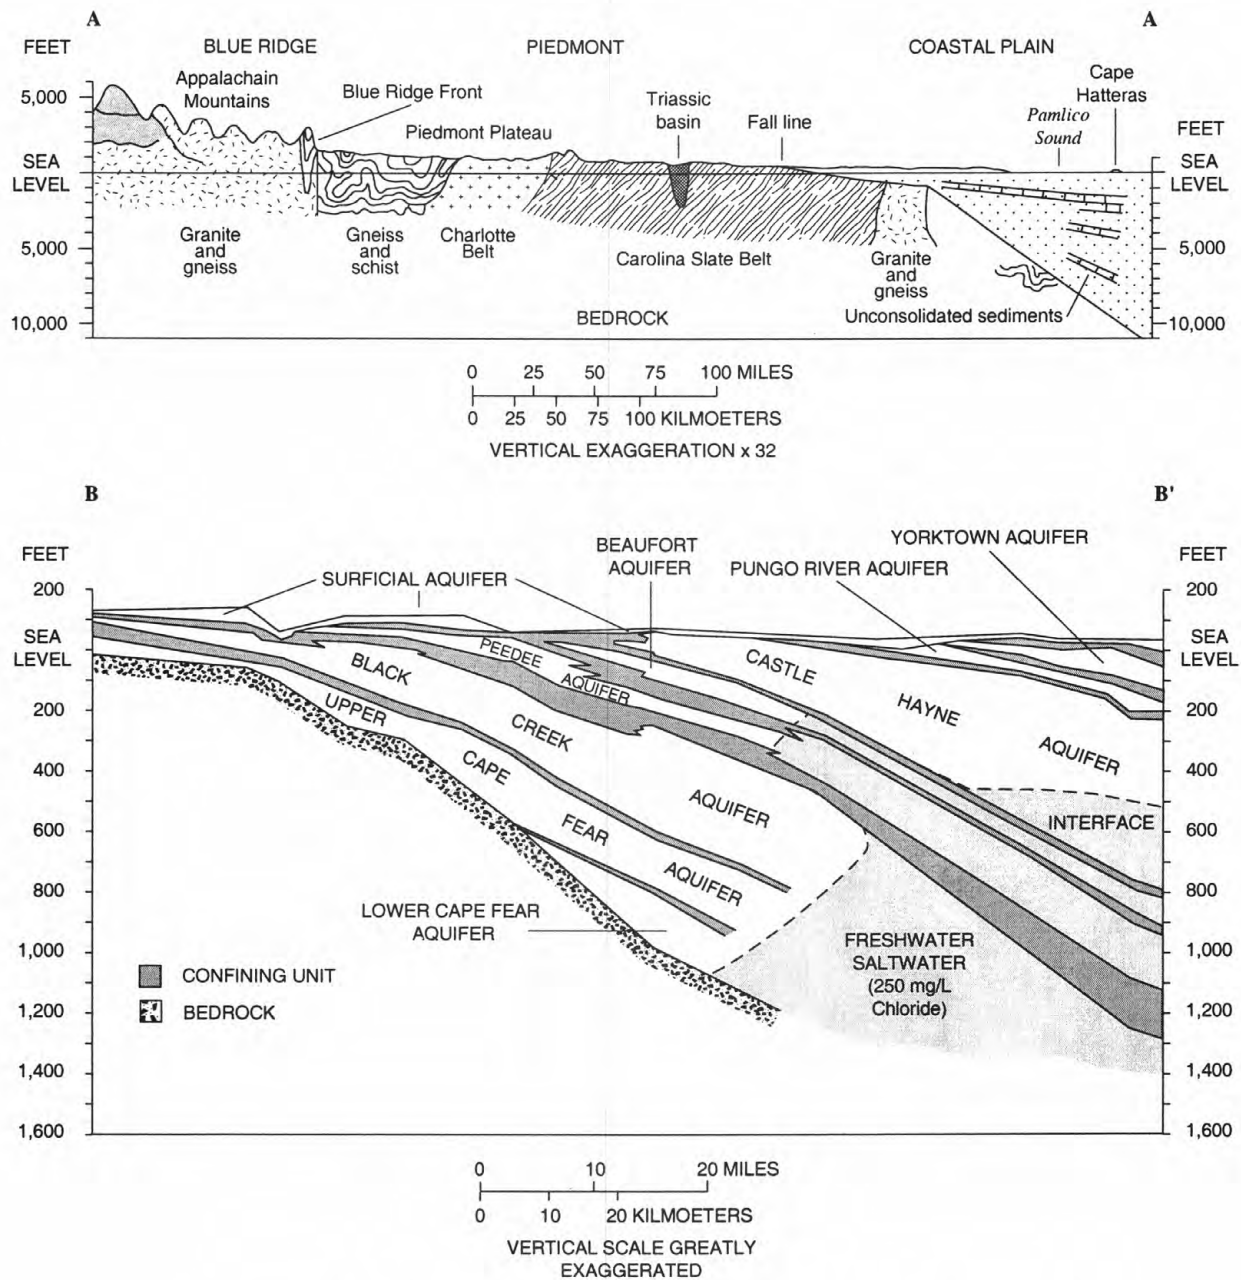 A
A
FEET
BLUE RIDGE
PIEDMONT
COASTAL PLAIN
Appalachain
Mountains
Blue Ridge Front
Piedmont Plateau
Triassic
basin
Fall line
Pamlico
Sound
Cape
Hatteras
FEET
5,000
SEA
LEVEL
5,000
10,000
SEA
LEVEL
5,000
10,000
Granite
and
gneiss
Gneiss
and
schist
Charlotte
Belt
Carolina Slate Belt
Granite
and
gneiss
Unconsolidated sediments
BEDROCK
0 25 50 75 100 MILES
0 25 50 75 100 KILMOETERS
VERTICAL EXAGGERATION x 32
B
B'
FEET
FEET
SURFICIAL AQUIFER
BEAUFORT
AQUIFER
PUNGO RIVER AQUIFER
YORKTOWN AQUIFER
200
SEA
LEVEL
200
400
600
800
1,000
1,200
1,400
1,600
200
SEA
LEVEL
200
400
600
800
1,000
1,200
1,400
1,600
PEEDEE
AQUIFER
BLACK
CREEK
AQUIFER
UPPER
CAPE
FEAR
AQUIFER
CASTLE
HAYNE
AQUIFER
INTERFACE
LOWER CAPE FEAR
AQUIFER
FRESHWATER
SALTWATER
(250 mg/L
Chloride)
CONFINING UNIT
BEDROCK
0 10 20 MILES
0 10 20 KILMOETERS
VERTICAL SCALE GREATLY
EXAGGERATED